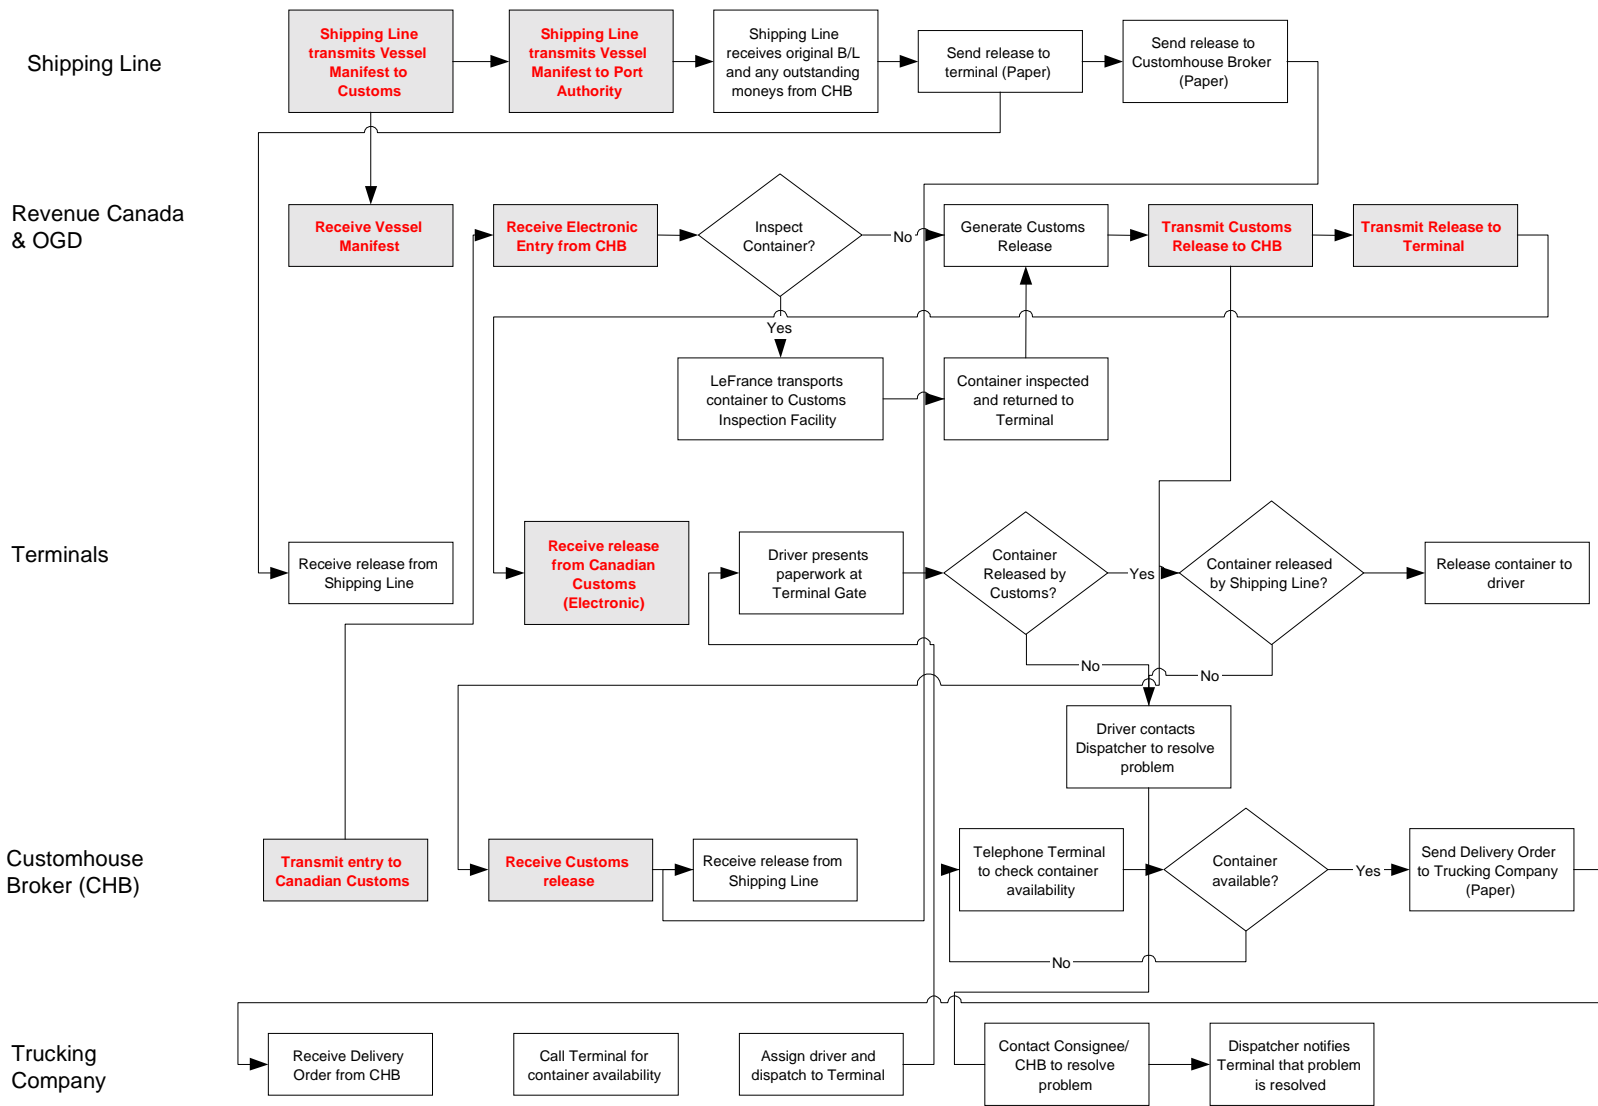 Shipping Line
Shipping Line
transmits Vessel
Manifest to
Customs
Shipping Line
transmits Vessel
Manifest to Port
Authority
Shipping Line
receives original B/L
and any outstanding
moneys from CHB
Send release to
terminal (Paper)
Send release to
Customhouse Broker
(Paper)
Revenue Canada
& OGD
Receive Vessel
Manifest
Receive Electronic
Entry from CHB
Inspect
Container?
No
Generate Customs
Release
Transmit Customs
Release to CHB
Transmit Release to
Terminal
Yes
LeFrance transports
container to Customs
Inspection Facility
Container inspected
and returned to
Terminal
Terminals
Receive release from
Shipping Line
Receive release
from Canadian
Customs
(Electronic)
Driver presents
paperwork at
Terminal Gate
Container
Released by
Customs?
Yes
Container released
by Shipping Line?
Release container to
driver
No
No
Driver contacts
Dispatcher to resolve
problem
Customhouse
Broker (CHB)
Transmit entry to
Canadian Customs
Receive Customs
release
Receive release from
Shipping Line
Telephone Terminal
to check container
availability
Container
available?
Yes
Send Delivery Order
to Trucking Company
(Paper)
No
Trucking
Company
Receive Delivery
Order from CHB
Call Terminal for
container availability
Assign driver and
dispatch to Terminal
Contact Consignee/
CHB to resolve
problem
Dispatcher notifies
Terminal that problem
is resolved